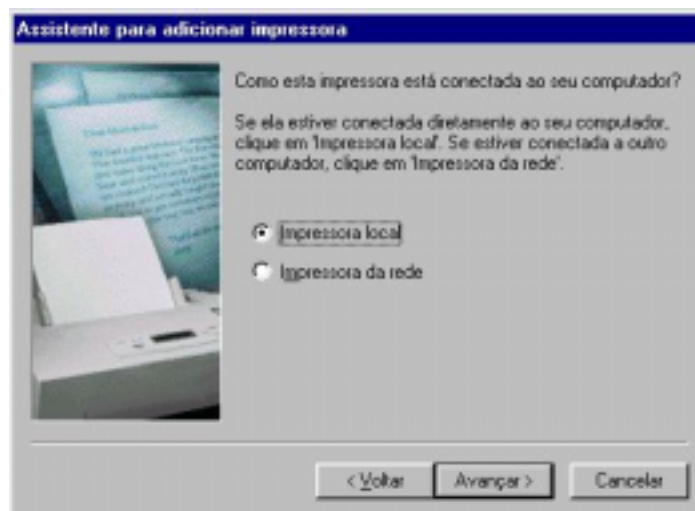 Assistente para adicionar impressora
Como esta impressora está conectada ao seu computador?
Se ela estiver conectada diretamente ao seu computador,
clique em 'Impressora local'. Se estiver conectada a outro
computador, clique em 'Impressora da rede'.
Impressora local
Impressora da rede
< Voltar
Avançar >
Cancelar